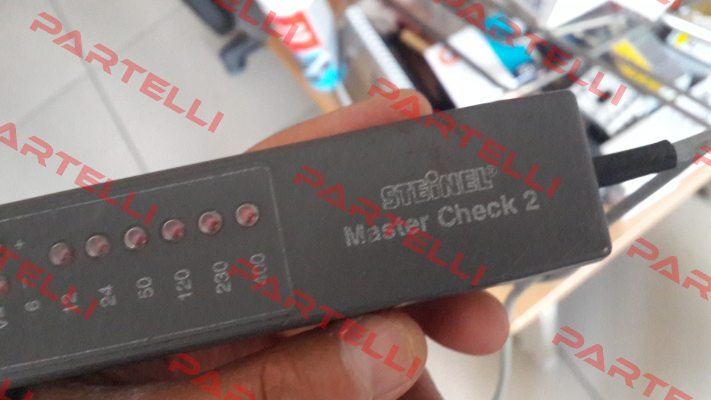 STEINEL®
Master Check 2
+
6
12
24
50
120
230
400
PARTELLI
PARTELLI
PARTELLI
PARTELLI
PARTELLI
PARTELLI
PARTELLI
PARTELLI
PARTELLI